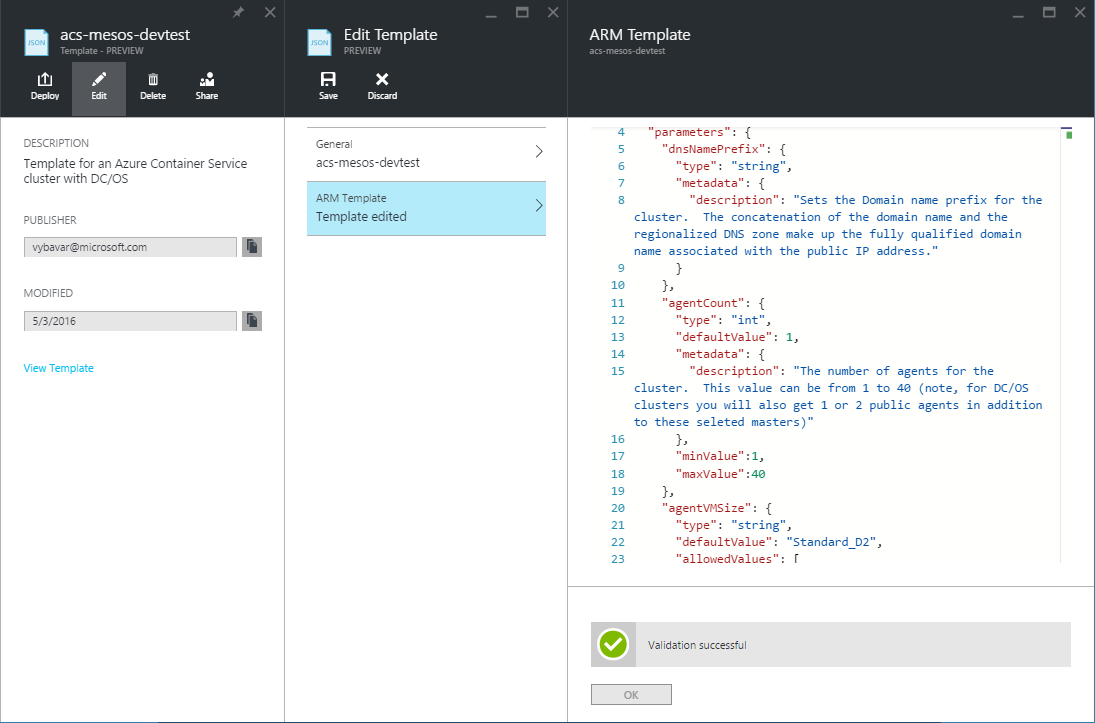 JSON
acs-mesos-devtest
Template - PREVIEW
Deploy
Edit
Delete
Share
DESCRIPTION
Template for an Azure Container Service
cluster with DC/OS
PUBLISHER
vybavar@microsoft.com
MODIFIED
5/3/2016
View Template
JSON
Edit Template
PREVIEW
Save
Discard
General
acs-mesos-devtest
ARM Template
Template edited
ARM Template
acs-mesos-devtest
4 "parameters": {
5 "dnsNamePrefix": {
6 "type": "string",
7 "metadata": {
8 "description": "Sets the Domain name prefix for the
cluster.  The concatenation of the domain name and the
regionalized DNS zone make up the fully qualified domain
name associated with the public IP address."
9 }
10 },
11 "agentCount": {
12 "type": "int",
13 "defaultValue": 1,
14 "metadata": {
15 "description": "The number of agents for the
cluster.  This value can be from 1 to 40 (note, for DC/OS
clusters you will also get 1 or 2 public agents in addition
to these seleted masters)"
16 },
17 "minValue":1,
18 "maxValue":40
19 },
20 "agentVMSize": {
21 "type": "string",
22 "defaultValue": "Standard_D2",
23 "allowedValues": [
Validation successful
OK